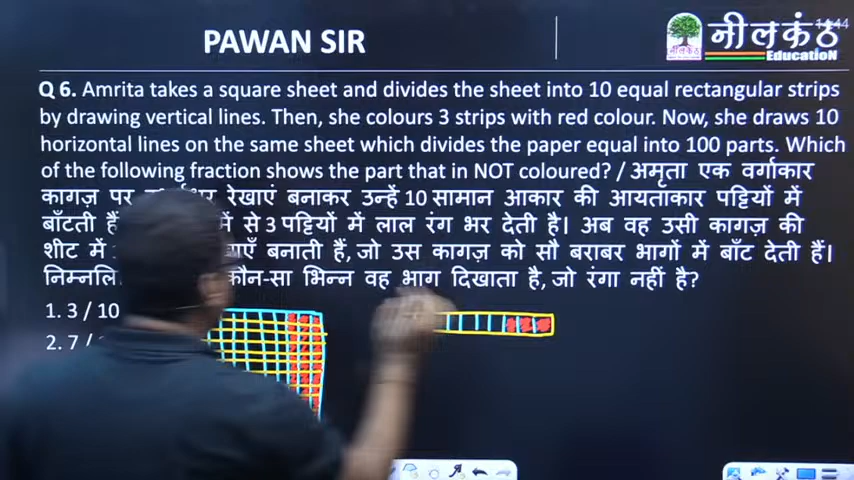 PAWAN SIR
नीलकंठ
14:44
EducatioN
Q 6. Amrita takes a square sheet and divides the sheet into 10 equal rectangular strips
by drawing vertical lines. Then, she colours 3 strips with red colour. Now, she draws 10
horizontal lines on the same sheet which divides the paper equal into 100 parts. Which
of the following fraction shows the part that in NOT coloured? / अमृता एक वर्गाकार
कागज़ पर रेखाएं बनाकर उन्हें 10 सामान आकार की आयताकार पट्टियों में
बाँटती में से 3 पट्टियों में लाल रंग भर देती है। अब वह उसी कागज़ की
शीट में बनाती हैं, जो उस कागज़ को सौ बराबर भागों में बाँट देती हैं।
कौन-सा भिन्न वह भाग दिखाता है, जो रंगा नहीं है?
1. 3 / 10
2. 7 /